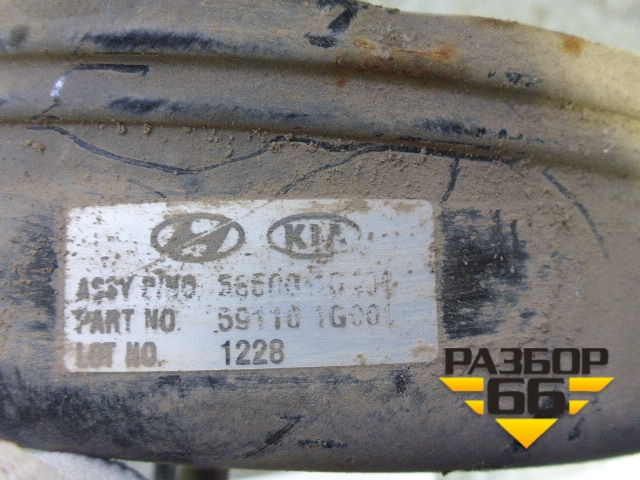 KIA
ASSY P/NO.
PART NO. 59110 1G001
LOT NO. 1228
РАЗБОР
66